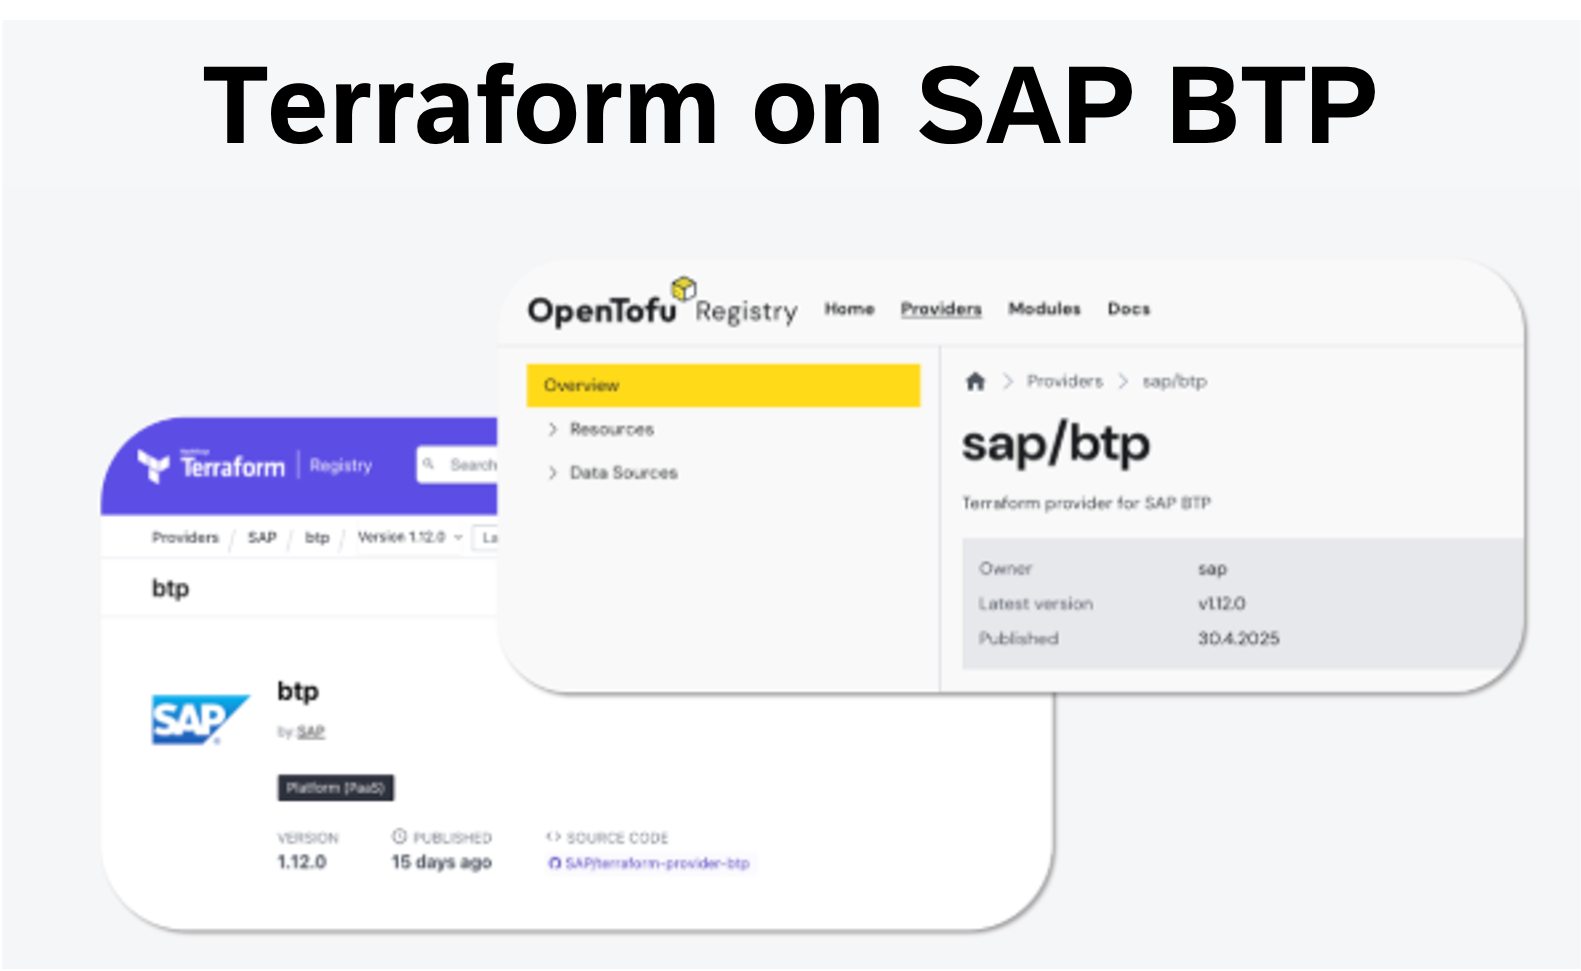 Terraform on SAP BTP
OpenTofu Registry Home Providers Modules Docs
Overview
Resources
Data Sources
Providers sap/btp
sap/btp
Terraform provider for SAP BTP
Owner sap
Latest version v1.12.0
Published 30.4.2025
Terraform Registry Search
Providers / SAP / btp / Version 1.12.0 La
btp
SAP
btp
by SAP
Platform (PaaS)
VERSION PUBLISHED <> SOURCE CODE
1.12.0 15 days ago SAP/terraform-provider-btp